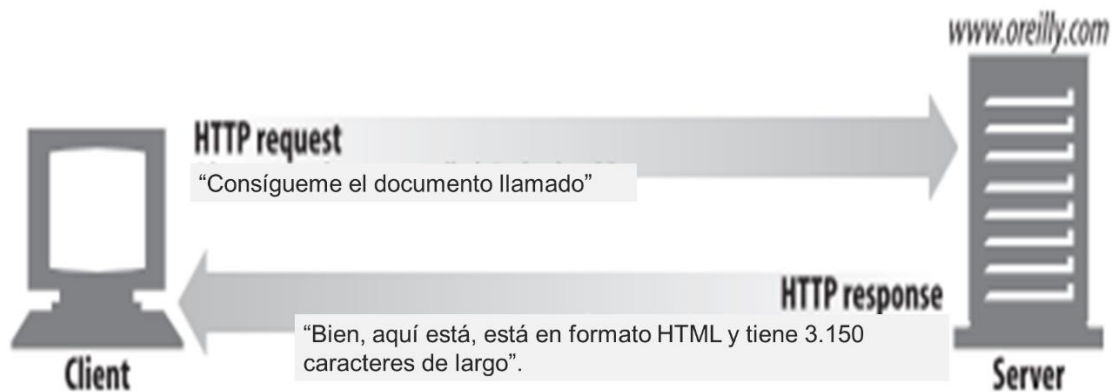 www.oreilly.com
HTTP request
“Consígueme el documento llamado”
HTTP response
“Bien, aquí está, está en formato HTML y tiene 3.150
caracteres de largo”.
Client
Server